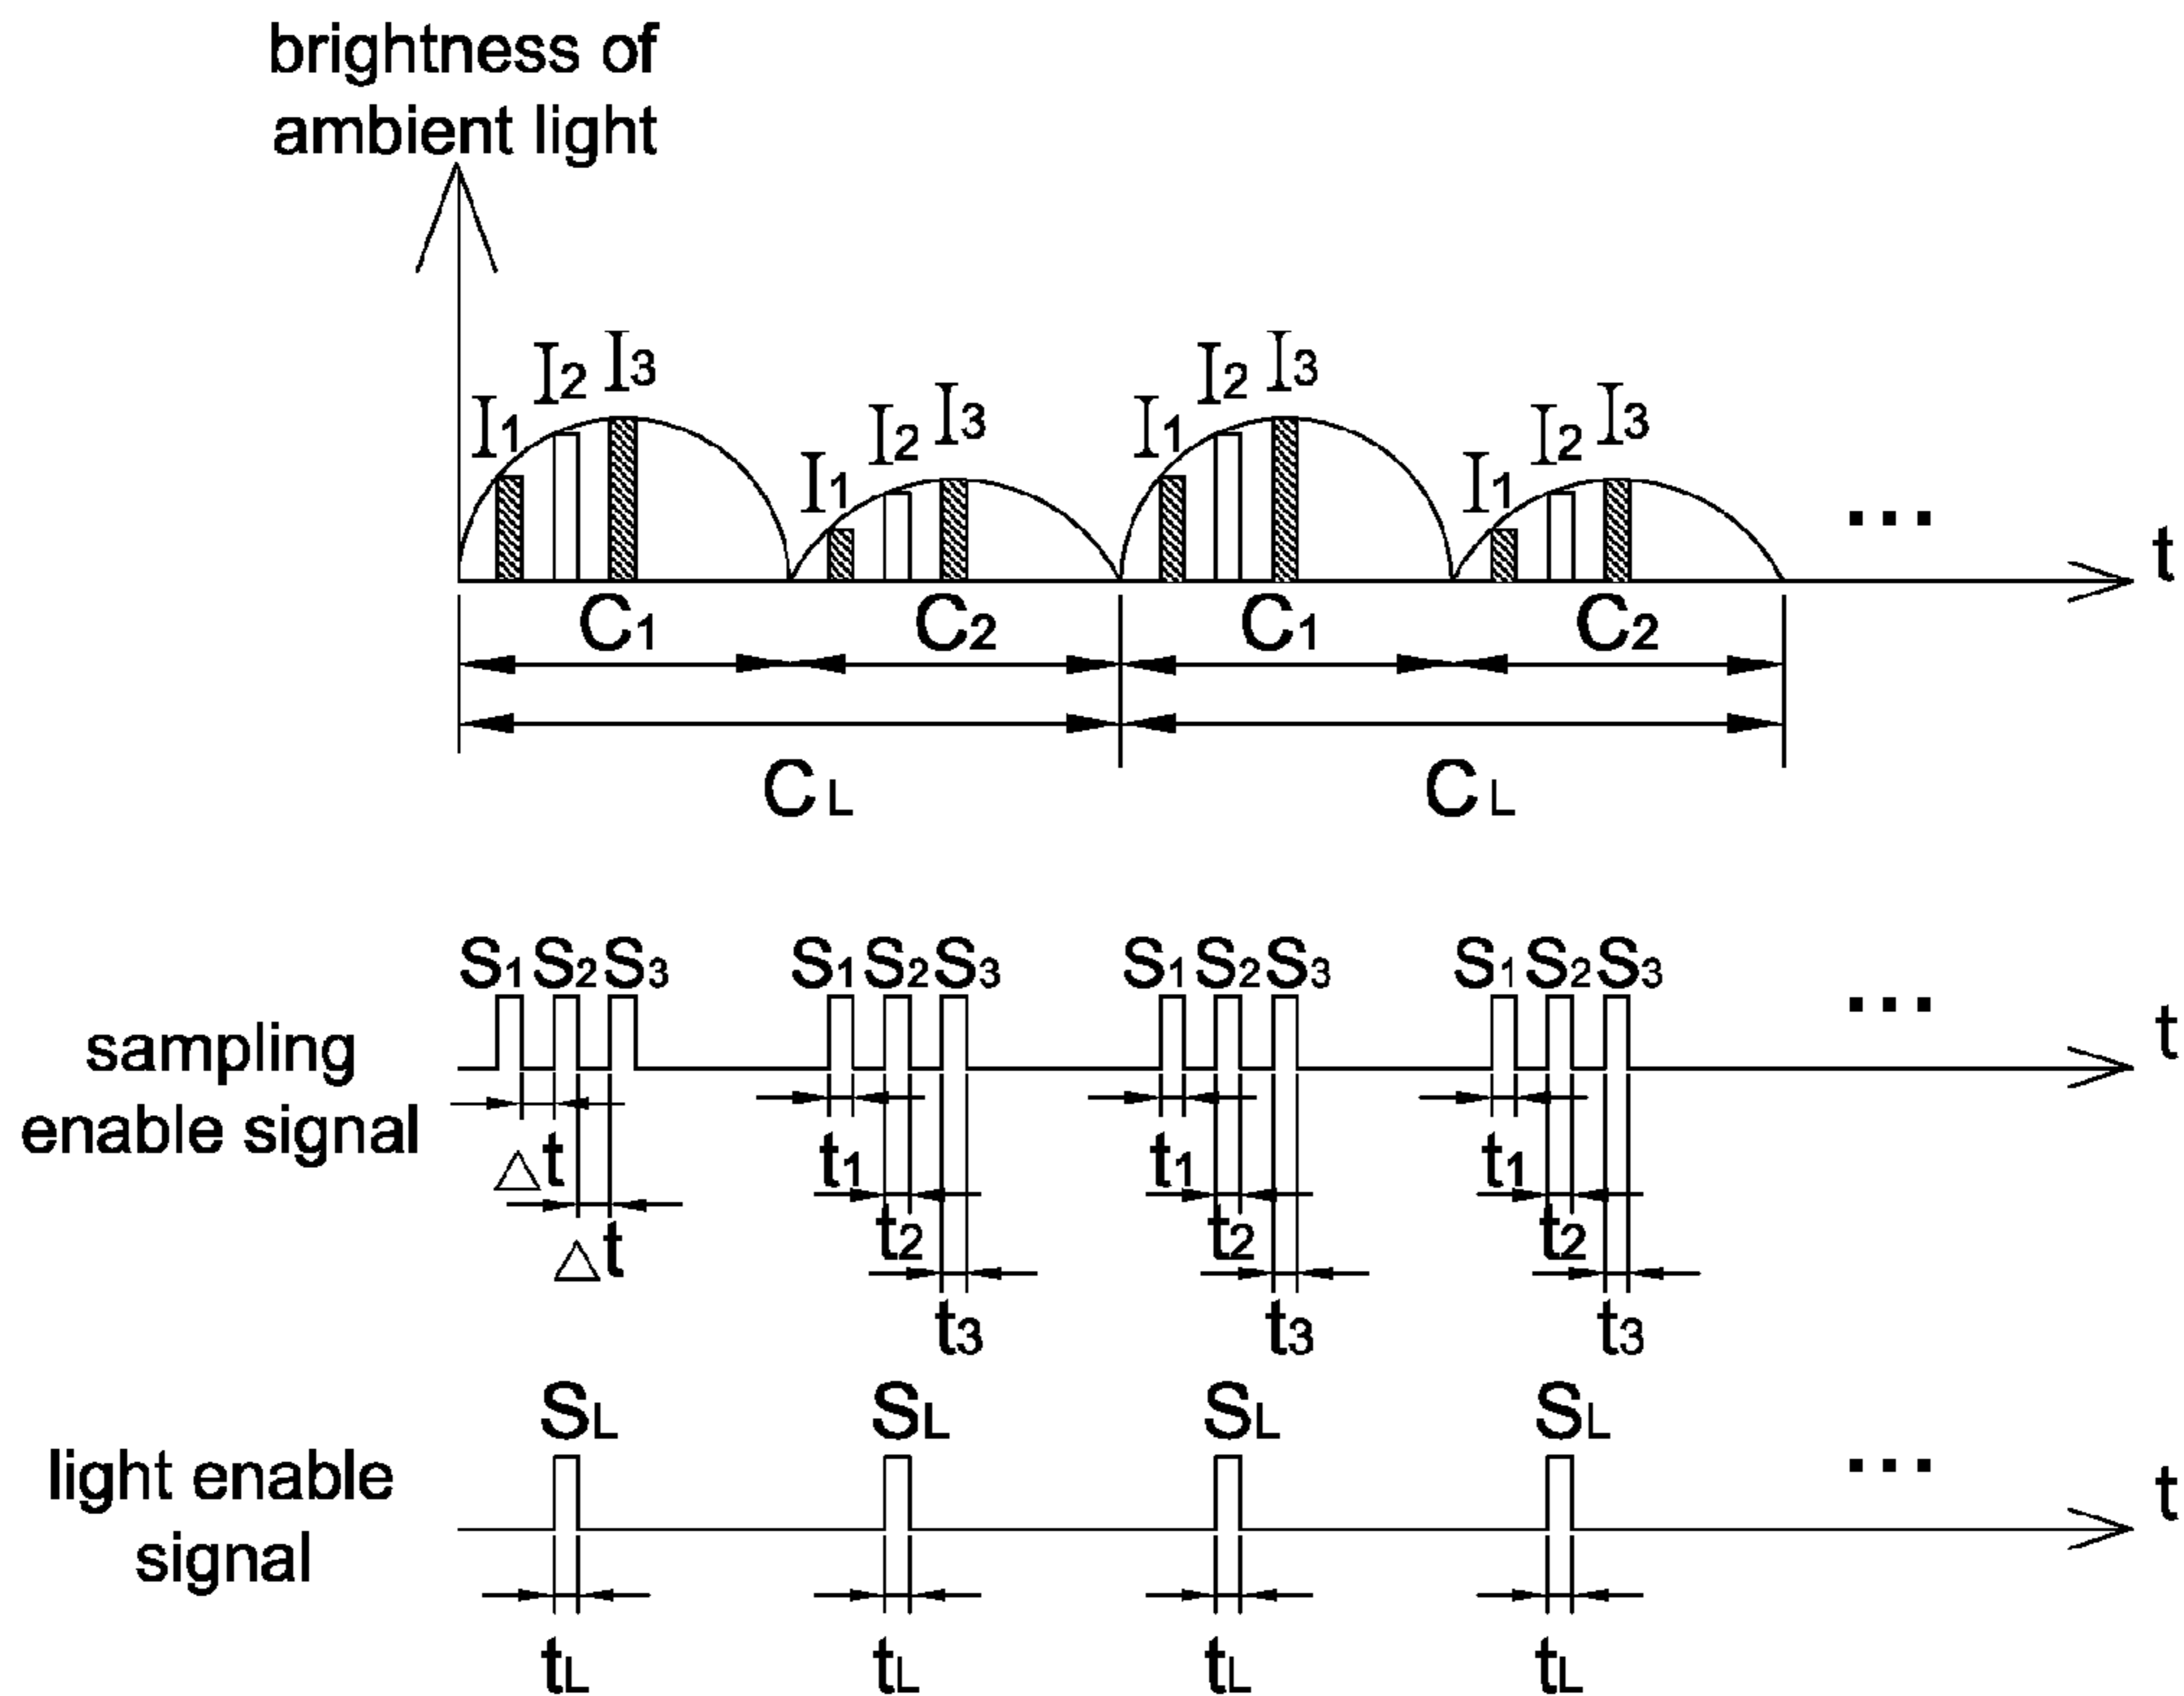 brightness of
ambient light
I1 I2 I3 I1 I2 I3 I1 I2 I3 I1 I2 I3
... t
C1 C2 C1 C2
CL CL
S1 S2 S3 S1 S2 S3 S1 S2 S3 S1 S2 S3
sampling
enable signal
... t
△t t1 t1 t1
t2 t2 t2
△t
t3 t3 t3
SL SL SL SL
light enable
signal
... t
tL tL tL tL